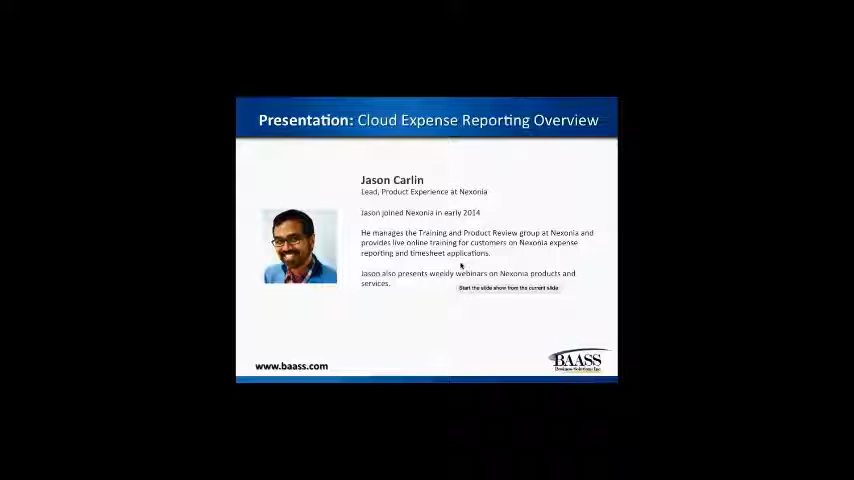 Presentation: Cloud Expense Reporting Overview
Jason Carlin
Lead, Product Experience at Nexonia
Jason joined Nexonia in early 2014
He manages the Training and Product Review group at Nexonia and
provides live online training for customers on Nexonia expense
reporting and timesheet applications.
Jason also presents weekly webinars on Nexonia products and
services.
Start the slide show from the current slide
www.baass.com
BAASS
Business Solutions Inc.